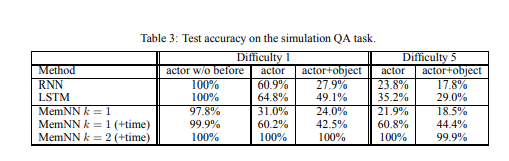 Table 3: Test accuracy on the simulation QA task.
Difficulty 1 Difficulty 5
Method actor w/o before actor actor+object actor actor+object
RNN 100% 60.9% 27.9% 23.8% 17.8%
LSTM 100% 64.8% 49.1% 35.2% 29.0%
MemNN k = 1 97.8% 31.0% 24.0% 21.9% 18.5%
MemNN k = 1 (+time) 99.9% 60.2% 42.5% 60.8% 44.4%
MemNN k = 2 (+time) 100% 100% 100% 100% 99.9%